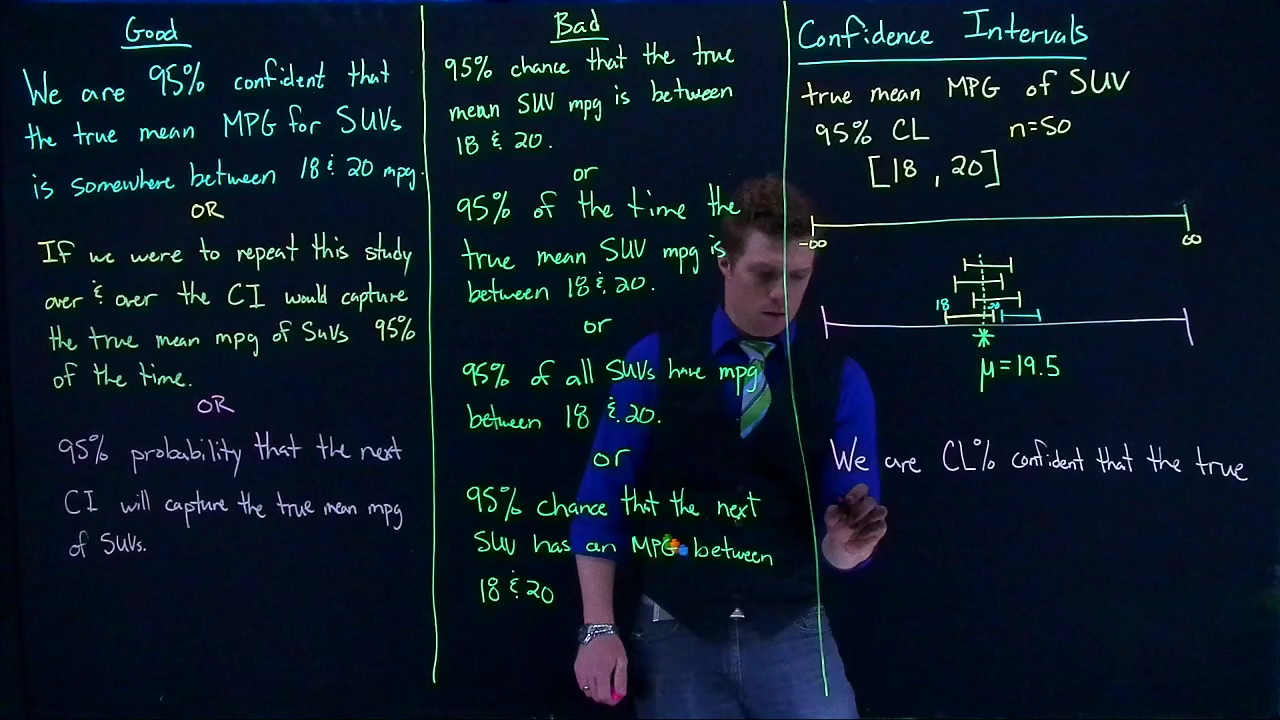 Good
We are 95% confident that
the true mean MPG for SUVs
is somewhere between 18 & 20 mpg.
OR
If we were to repeat this study
over & over the CI would capture
the true mean mpg of SUVs 95%
of the time.
OR
95% probability that the next
CI will capture the true mean mpg
of SUVs.
Bad
95% chance that the true
mean SUV mpg is between
18 & 20.
or
95% of the time the
true mean SUV mpg is
between 18 & 20.
or
95% of all SUVs have mpg
between 18 & 20.
or
95% chance that the next
SUV has an MPG between
18 & 20
Confidence Intervals
true mean MPG of SUV
95% CL n=50
[18, 20]
-∞ ∞
18 20
μ=19.5
We are CL% confident that the true